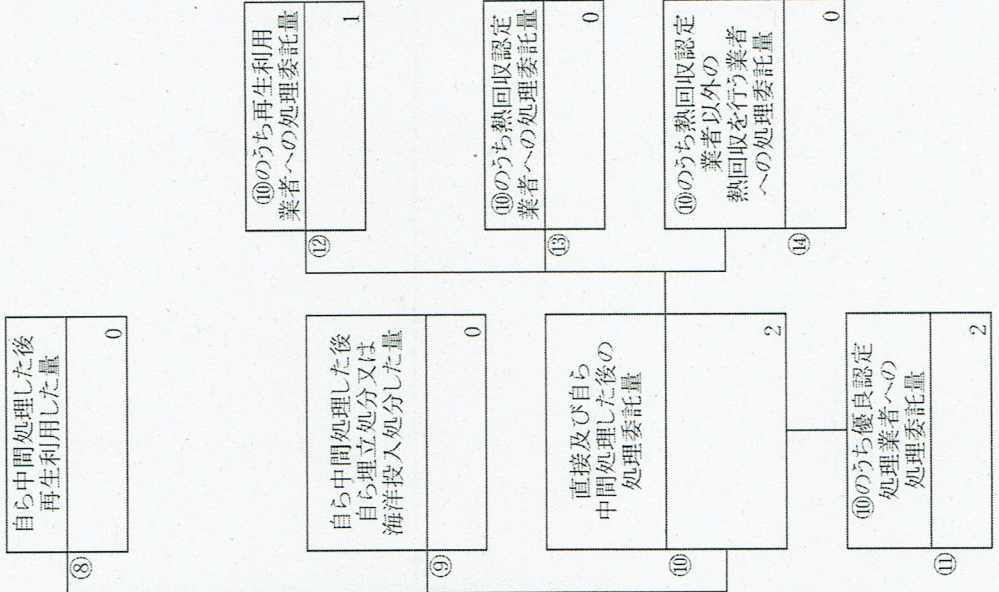 ⑧
自ら中間処理した後
再生利用した量
0
⑨
自ら中間処理した後
自ら埋立処分又は
海洋投入処分した量
0
⑩
直接及び自ら
中間処理した後の
処理委託量
2
⑪
⑩のうち優良認定
処理業者への
処理委託量
2
⑫
⑩のうち再生利用
業者への処理委託量
1
⑬
⑩のうち熱回収認定
業者への処理委託量
0
⑭
⑩のうち熱回収認定
業者以外の
熱回収を行う業者
への処理委託量
0